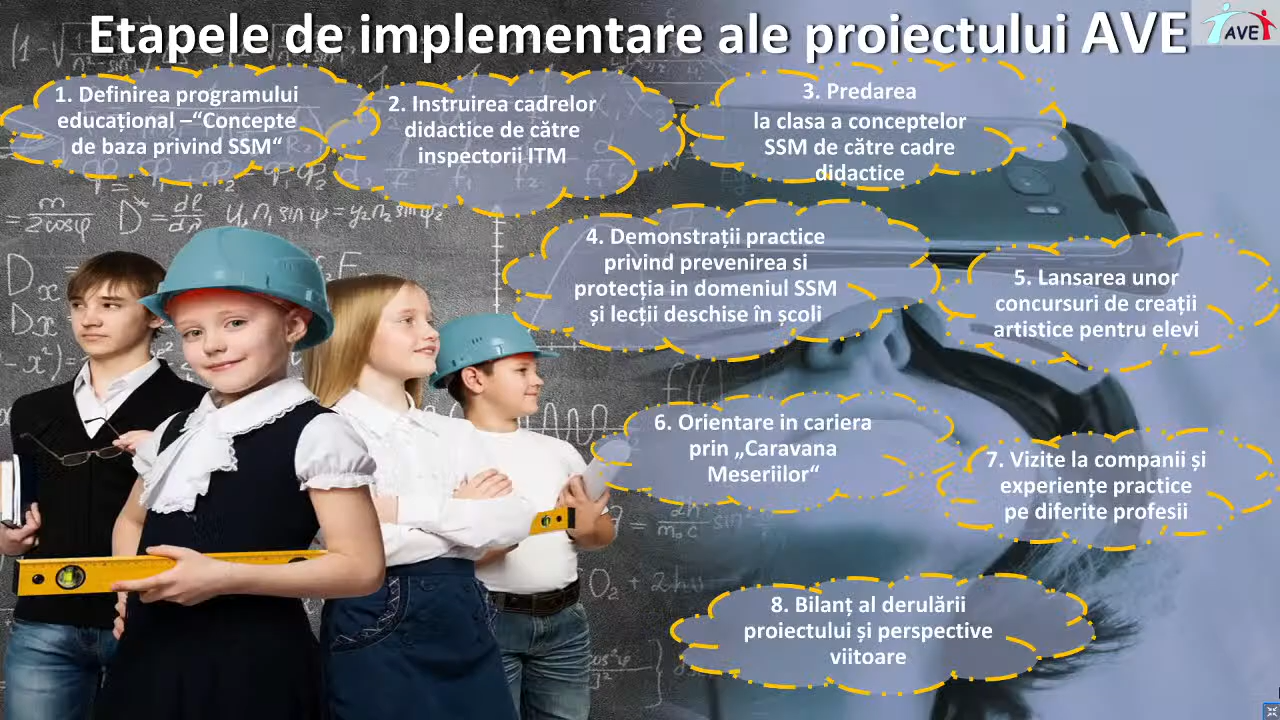 Etapele de implementare ale proiectului AVE
AVE
1. Definirea programului
educațional –“Concepte
de baza privind SSM“
2. Instruirea cadrelor
didactice de către
inspectorii ITM
3. Predarea
la clasa a conceptelor
SSM de către cadre
didactice
4. Demonstrații practice
privind prevenirea si
protecția in domeniul SSM
și lecții deschise în școli
5. Lansarea unor
concursuri de creații
artistice pentru elevi
6. Orientare in cariera
prin „Caravana
Meseriilor“
7. Vizite la companii și
experiențe practice
pe diferite profesii
8. Bilanț al derulării
proiectului și perspective
viitoare